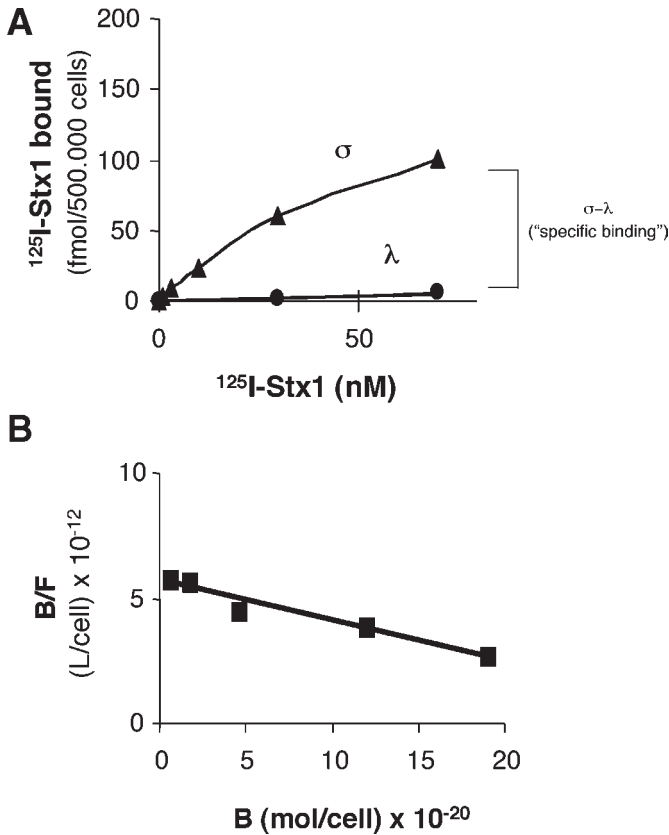 A
¹²⁵I-Stx1 bound
(fmol/500.000 cells)
200
150
100
50
0
σ
λ
σ–λ
("specific binding")
0
50
¹²⁵I-Stx1 (nM)
B
B/F
(L/cell) x 10⁻¹²
10
5
0
0
5
10
15
20
B (mol/cell) x 10⁻²⁰